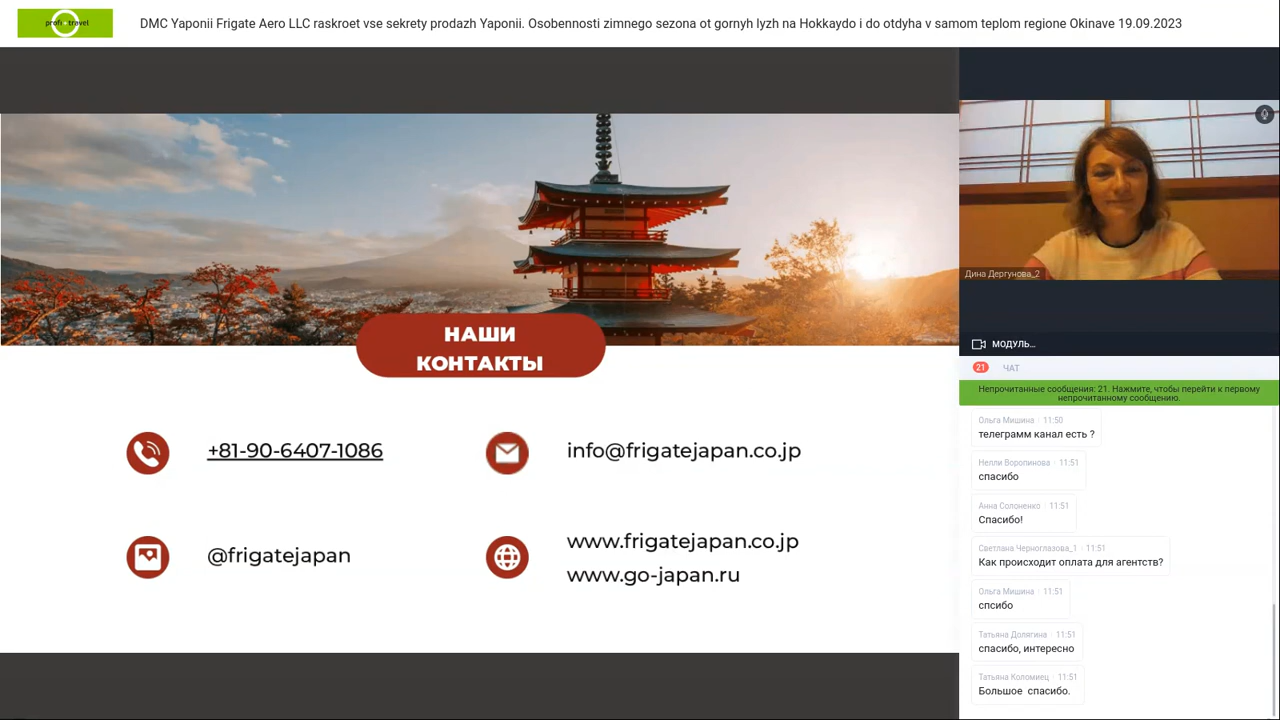 profi travel
DMC Yaponii Frigate Aero LLC raskroet vse sekrety prodazh Yaponii. Osobennosti zimnego sezona ot gornyh lyzh na Hokkaydo i do otdyha v samom teplom regione Okinave 19.09.2023
НАШИ
КОНТАКТЫ
+81-90-6407-1086
info@frigatejapan.co.jp
@frigatejapan
www.frigatejapan.co.jp
www.go-japan.ru
Дина Дергунова_2
МОДУЛЬ...
21 ЧАТ
Непрочитанные сообщения: 21. Нажмите, чтобы перейти к первому
непрочитанному сообщению.
Ольга Мишина 11:50
телеграмм канал есть ?
Нелли Воропинова 11:51
спасибо
Анна Солоненко 11:51
Спасибо!
Светлана Черноглазова_1 11:51
Как происходит оплата для агентств?
Ольга Мишина 11:51
спсибо
Татьяна Долягина 11:51
спасибо, интересно
Татьяна Коломиец 11:51
Большое спасибо.